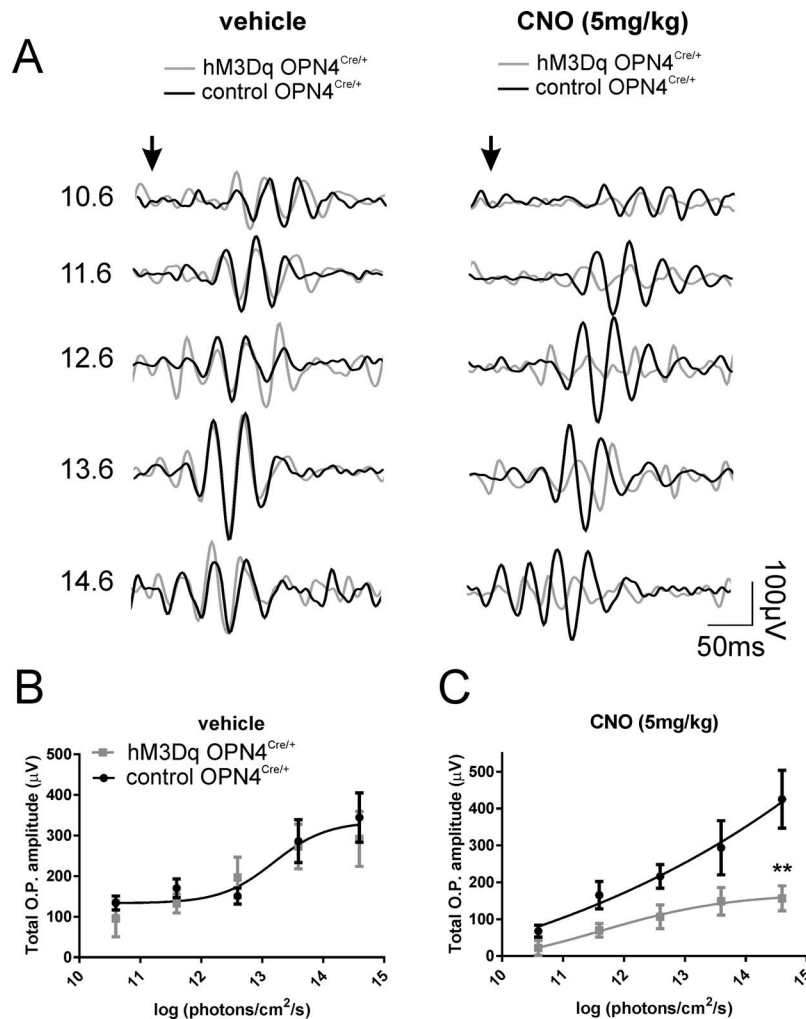 vehicle
CNO (5mg/kg)
A
hM3Dq OPN4Cre/+
control OPN4Cre/+
hM3Dq OPN4Cre/+
control OPN4Cre/+
10.6
11.6
12.6
13.6
14.6
100µV
50ms
B
vehicle
hM3Dq OPN4Cre/+
control OPN4Cre/+
Total O.P. amplitude (µV)
500
400
300
200
100
0
10 11 12 13 14 15
log (photons/cm2/s)
C
CNO (5mg/kg)
Total O.P. amplitude (µV)
500
400
300
200
100
0
**
10 11 12 13 14 15
log (photons/cm2/s)